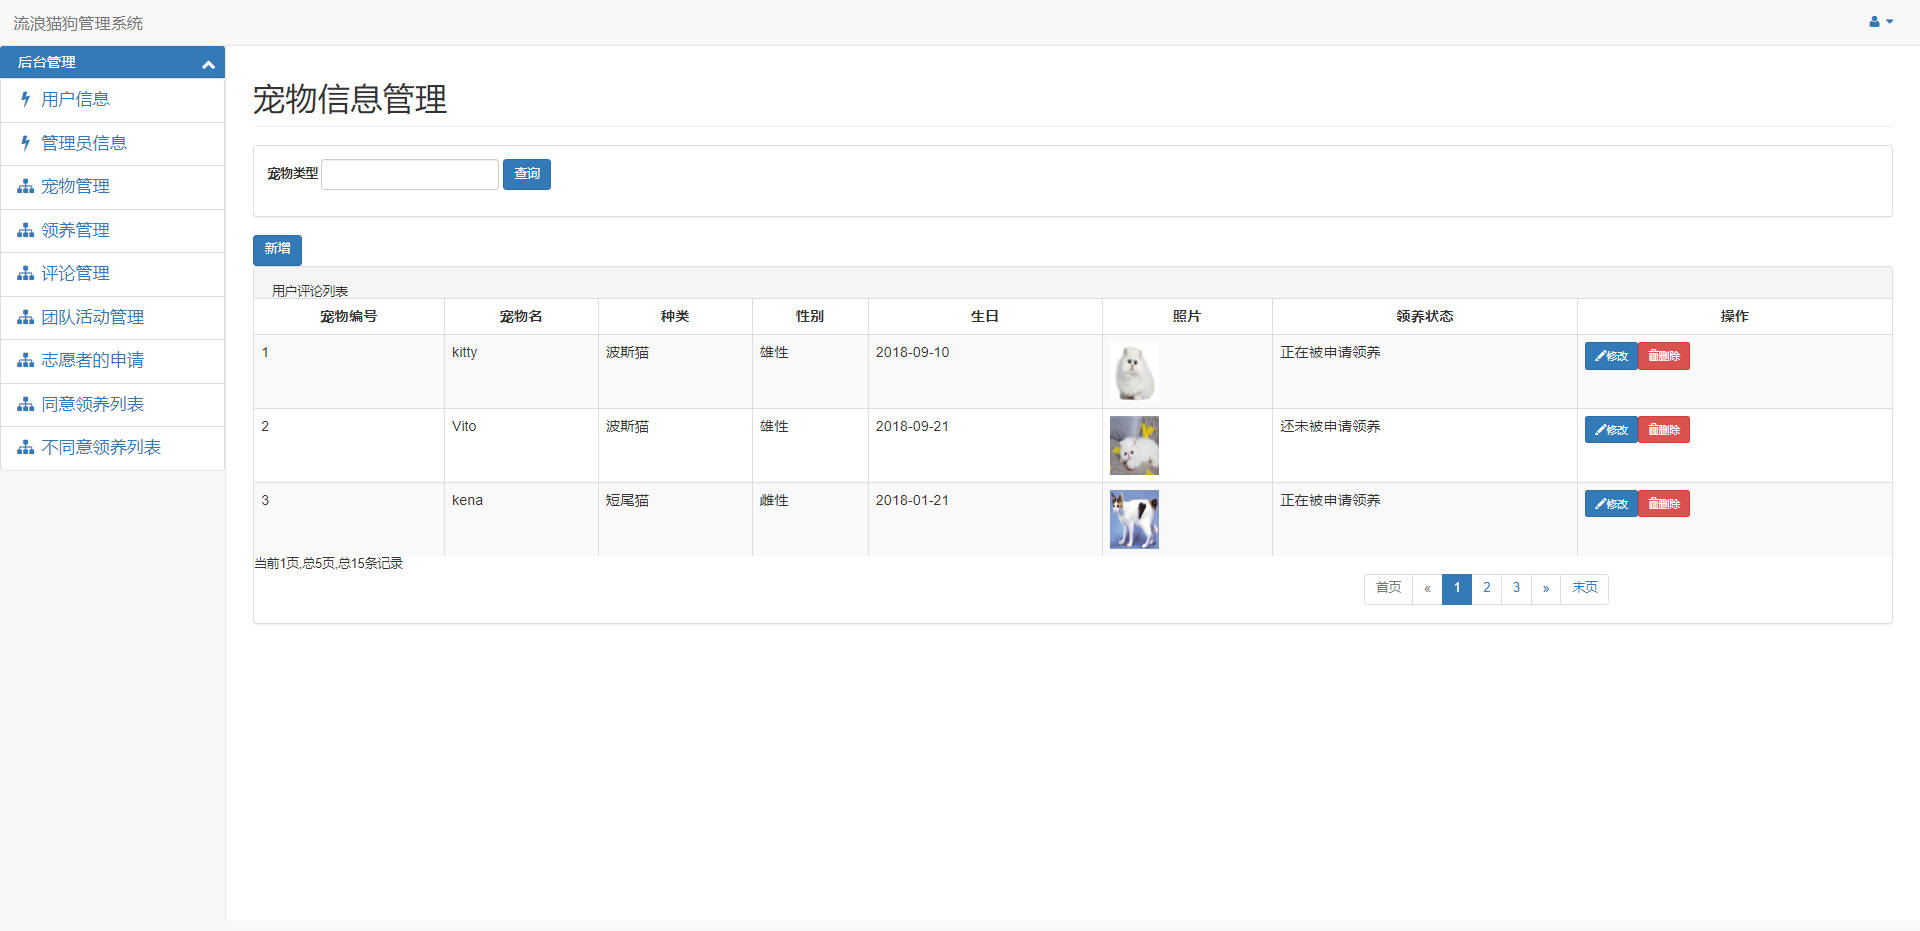 流浪猫狗管理系统
后台管理
用户信息
管理员信息
宠物管理
领养管理
评论管理
团队活动管理
志愿者的申请
同意领养列表
不同意领养列表
宠物信息管理
宠物类型 查询
新增
用户评论列表
宠物编号 宠物名 种类 性别 生日 照片 领养状态 操作
1 kitty 波斯猫 雄性 2018-09-10 正在被申请领养 修改 删除
2 Vito 波斯猫 雄性 2018-09-21 还未被申请领养 修改 删除
3 kena 短尾猫 雌性 2018-01-21 正在被申请领养 修改 删除
当前1页,总5页,总15条记录
首页 « 1 2 3 » 末页